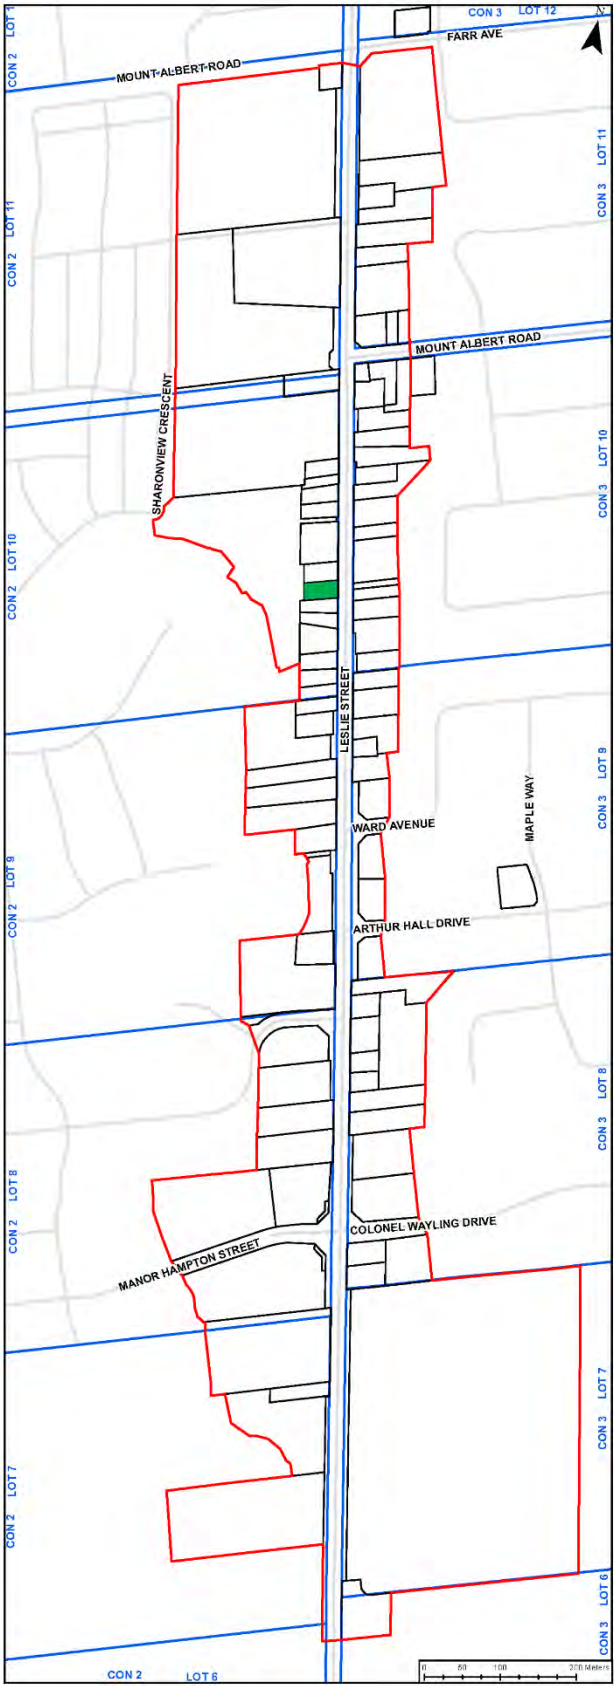 CON 3 LOT 12
N
FARR AVE
LOT 1
CON 2
MOUNT ALBERT ROAD
CON 3 LOT 11
CON 2 LOT 11
MOUNT ALBERT ROAD
SHARONVIEW CRESCENT
CON 3 LOT 10
CON 2 LOT 10
LESLIE STREET
CON 3 LOT 9
MAPLE WAY
WARD AVENUE
CON 2 LOT 9
ARTHUR HALL DRIVE
CON 3 LOT 8
CON 2 LOT 8
COLONEL WAYLING DRIVE
MANOR HAMPTON STREET
CON 3 LOT 7
CON 2 LOT 7
CON 3 LOT 6
CON 2 LOT 6
0 50 100 200 Meters